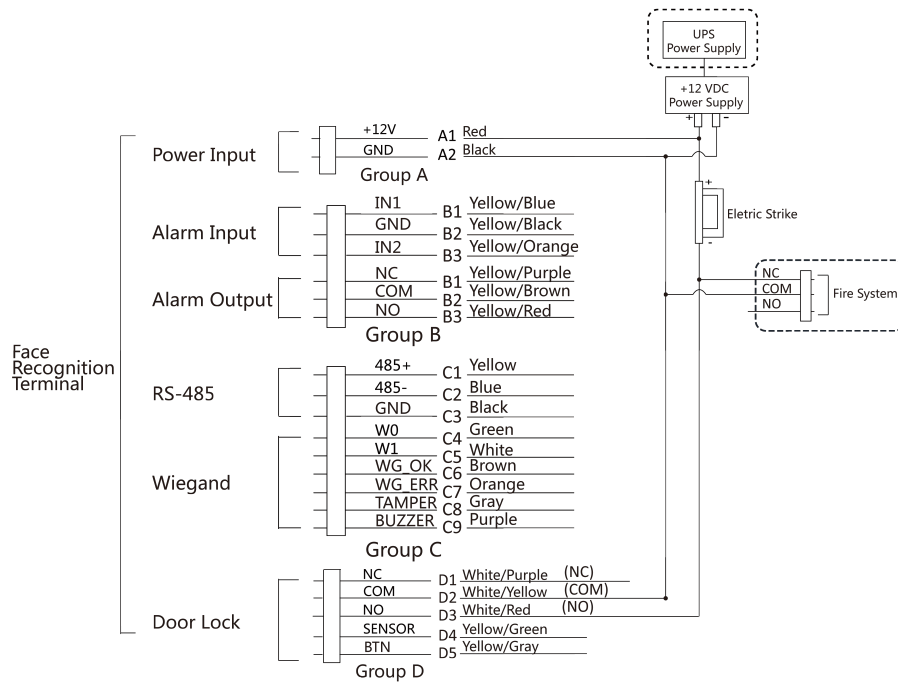 UPS
Power Supply
+12 VDC
Power Supply
+ -
Power Input
+12V A1 Red
GND A2 Black
Group A
+
Eletric Strike
-
Alarm Input
IN1 B1 Yellow/Blue
GND B2 Yellow/Black
IN2 B3 Yellow/Orange
Alarm Output
NC B1 Yellow/Purple
COM B2 Yellow/Brown
NO B3 Yellow/Red
Group B
NC
COM
NO
Fire System
Face
Recognition
Terminal
RS-485
485+ C1 Yellow
485- C2 Blue
GND C3 Black
Wiegand
W0 C4 Green
W1 C5 White
WG_OK C6 Brown
WG_ERR C7 Orange
TAMPER C8 Gray
BUZZER C9 Purple
Group C
Door Lock
NC D1 White/Purple (NC)
COM D2 White/Yellow (COM)
NO D3 White/Red (NO)
SENSOR D4 Yellow/Green
BTN D5 Yellow/Gray
Group D